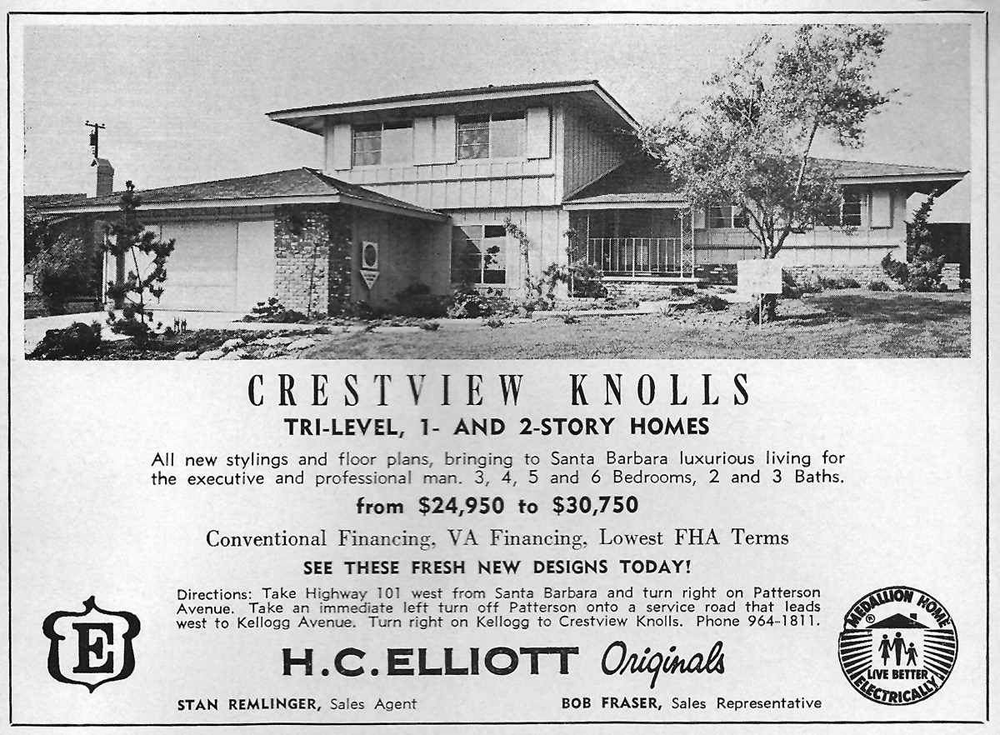 CRESTVIEW KNOLLS
TRI-LEVEL, 1- AND 2-STORY HOMES
All new stylings and floor plans, bringing to Santa Barbara luxurious living for
the executive and professional man. 3, 4, 5 and 6 Bedrooms, 2 and 3 Baths.
from $24,950 to $30,750
Conventional Financing, VA Financing, Lowest FHA Terms
SEE THESE FRESH NEW DESIGNS TODAY!
Directions: Take Highway 101 west from Santa Barbara and turn right on Patterson
Avenue. Take an immediate left turn off Patterson onto a service road that leads
west to Kellogg Avenue. Turn right on Kellogg to Crestview Knolls. Phone 964-1811.
E
H.C.ELLIOTT Originals
MEDALLION HOME
®
LIVE BETTER
ELECTRICALLY
STAN REMLINGER, Sales Agent
BOB FRASER, Sales Representative